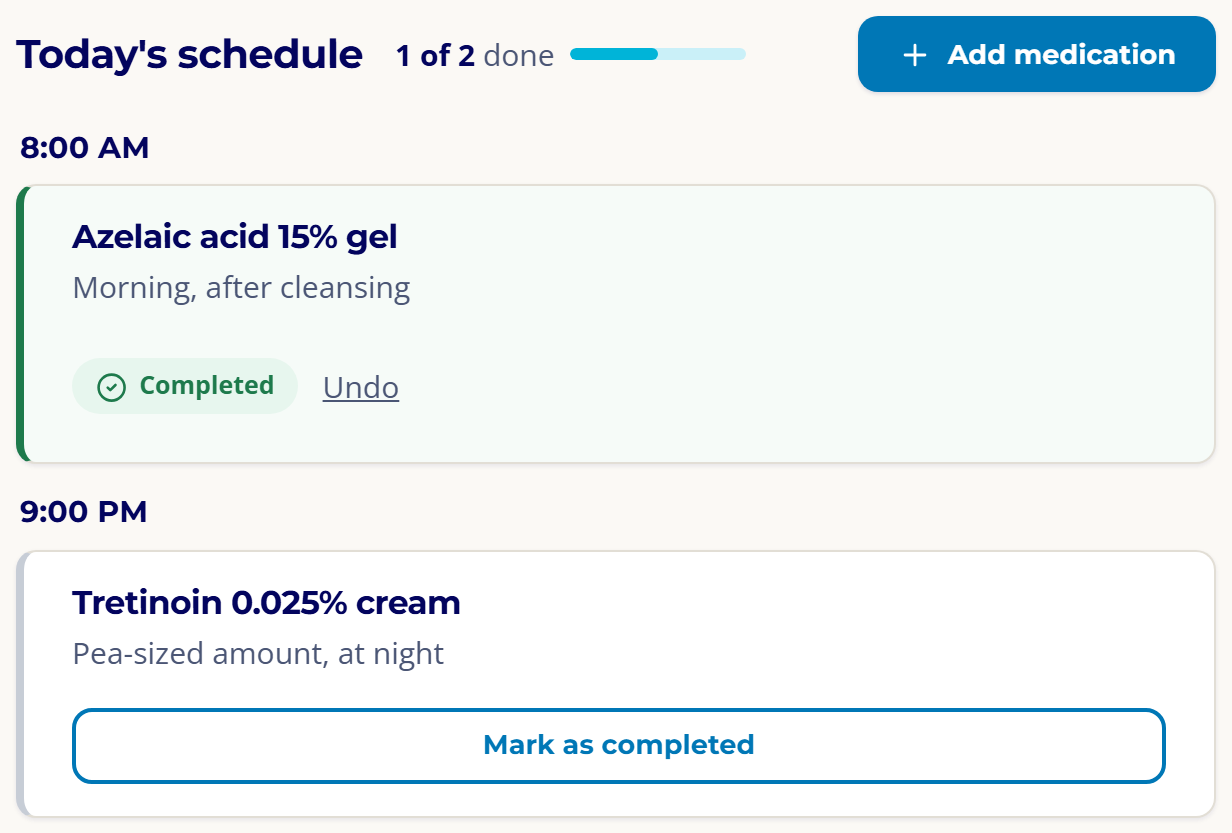 Today's schedule 1 of 2 done
Add medication
8:00 AM
Azelaic acid 15% gel
Morning, after cleansing
Completed Undo
9:00 PM
Tretinoin 0.025% cream
Pea-sized amount, at night
Mark as completed